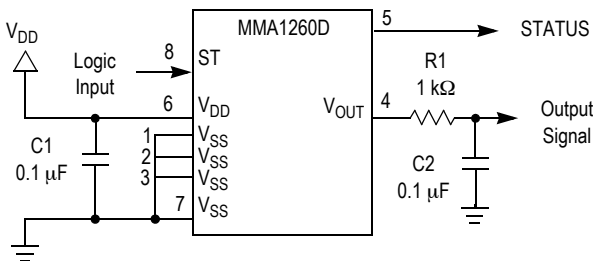 V_DD
Logic
Input
8
ST
MMA1260D
5
STATUS
6
V_DD
V_OUT
4
R1
1 kΩ
Output
Signal
C1
0.1 μF
1
V_SS
2
V_SS
3
V_SS
7
V_SS
C2
0.1 μF